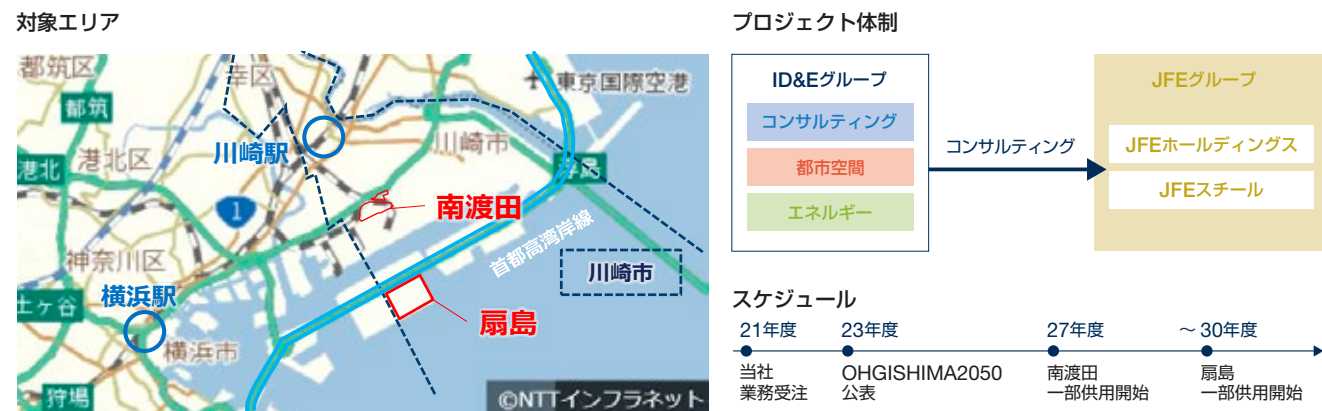 対象エリア
都筑区
幸区
東京国際空港
都筑
川崎駅
川崎市
港北
港北区
1
南渡田
首都高湾岸線
神奈川区
川崎市
横浜駅
扇島
横浜市
狩場
©NTTインフラネット
プロジェクト体制
ID&Eグループ
コンサルティング
都市空間
エネルギー
コンサルティング
JFEグループ
JFEホールディングス
JFEスチール
スケジュール
21年度
23年度
27年度
～30年度
当社
業務受注
OHGISHIMA2050
公表
南渡田
一部供用開始
扇島
一部供用開始